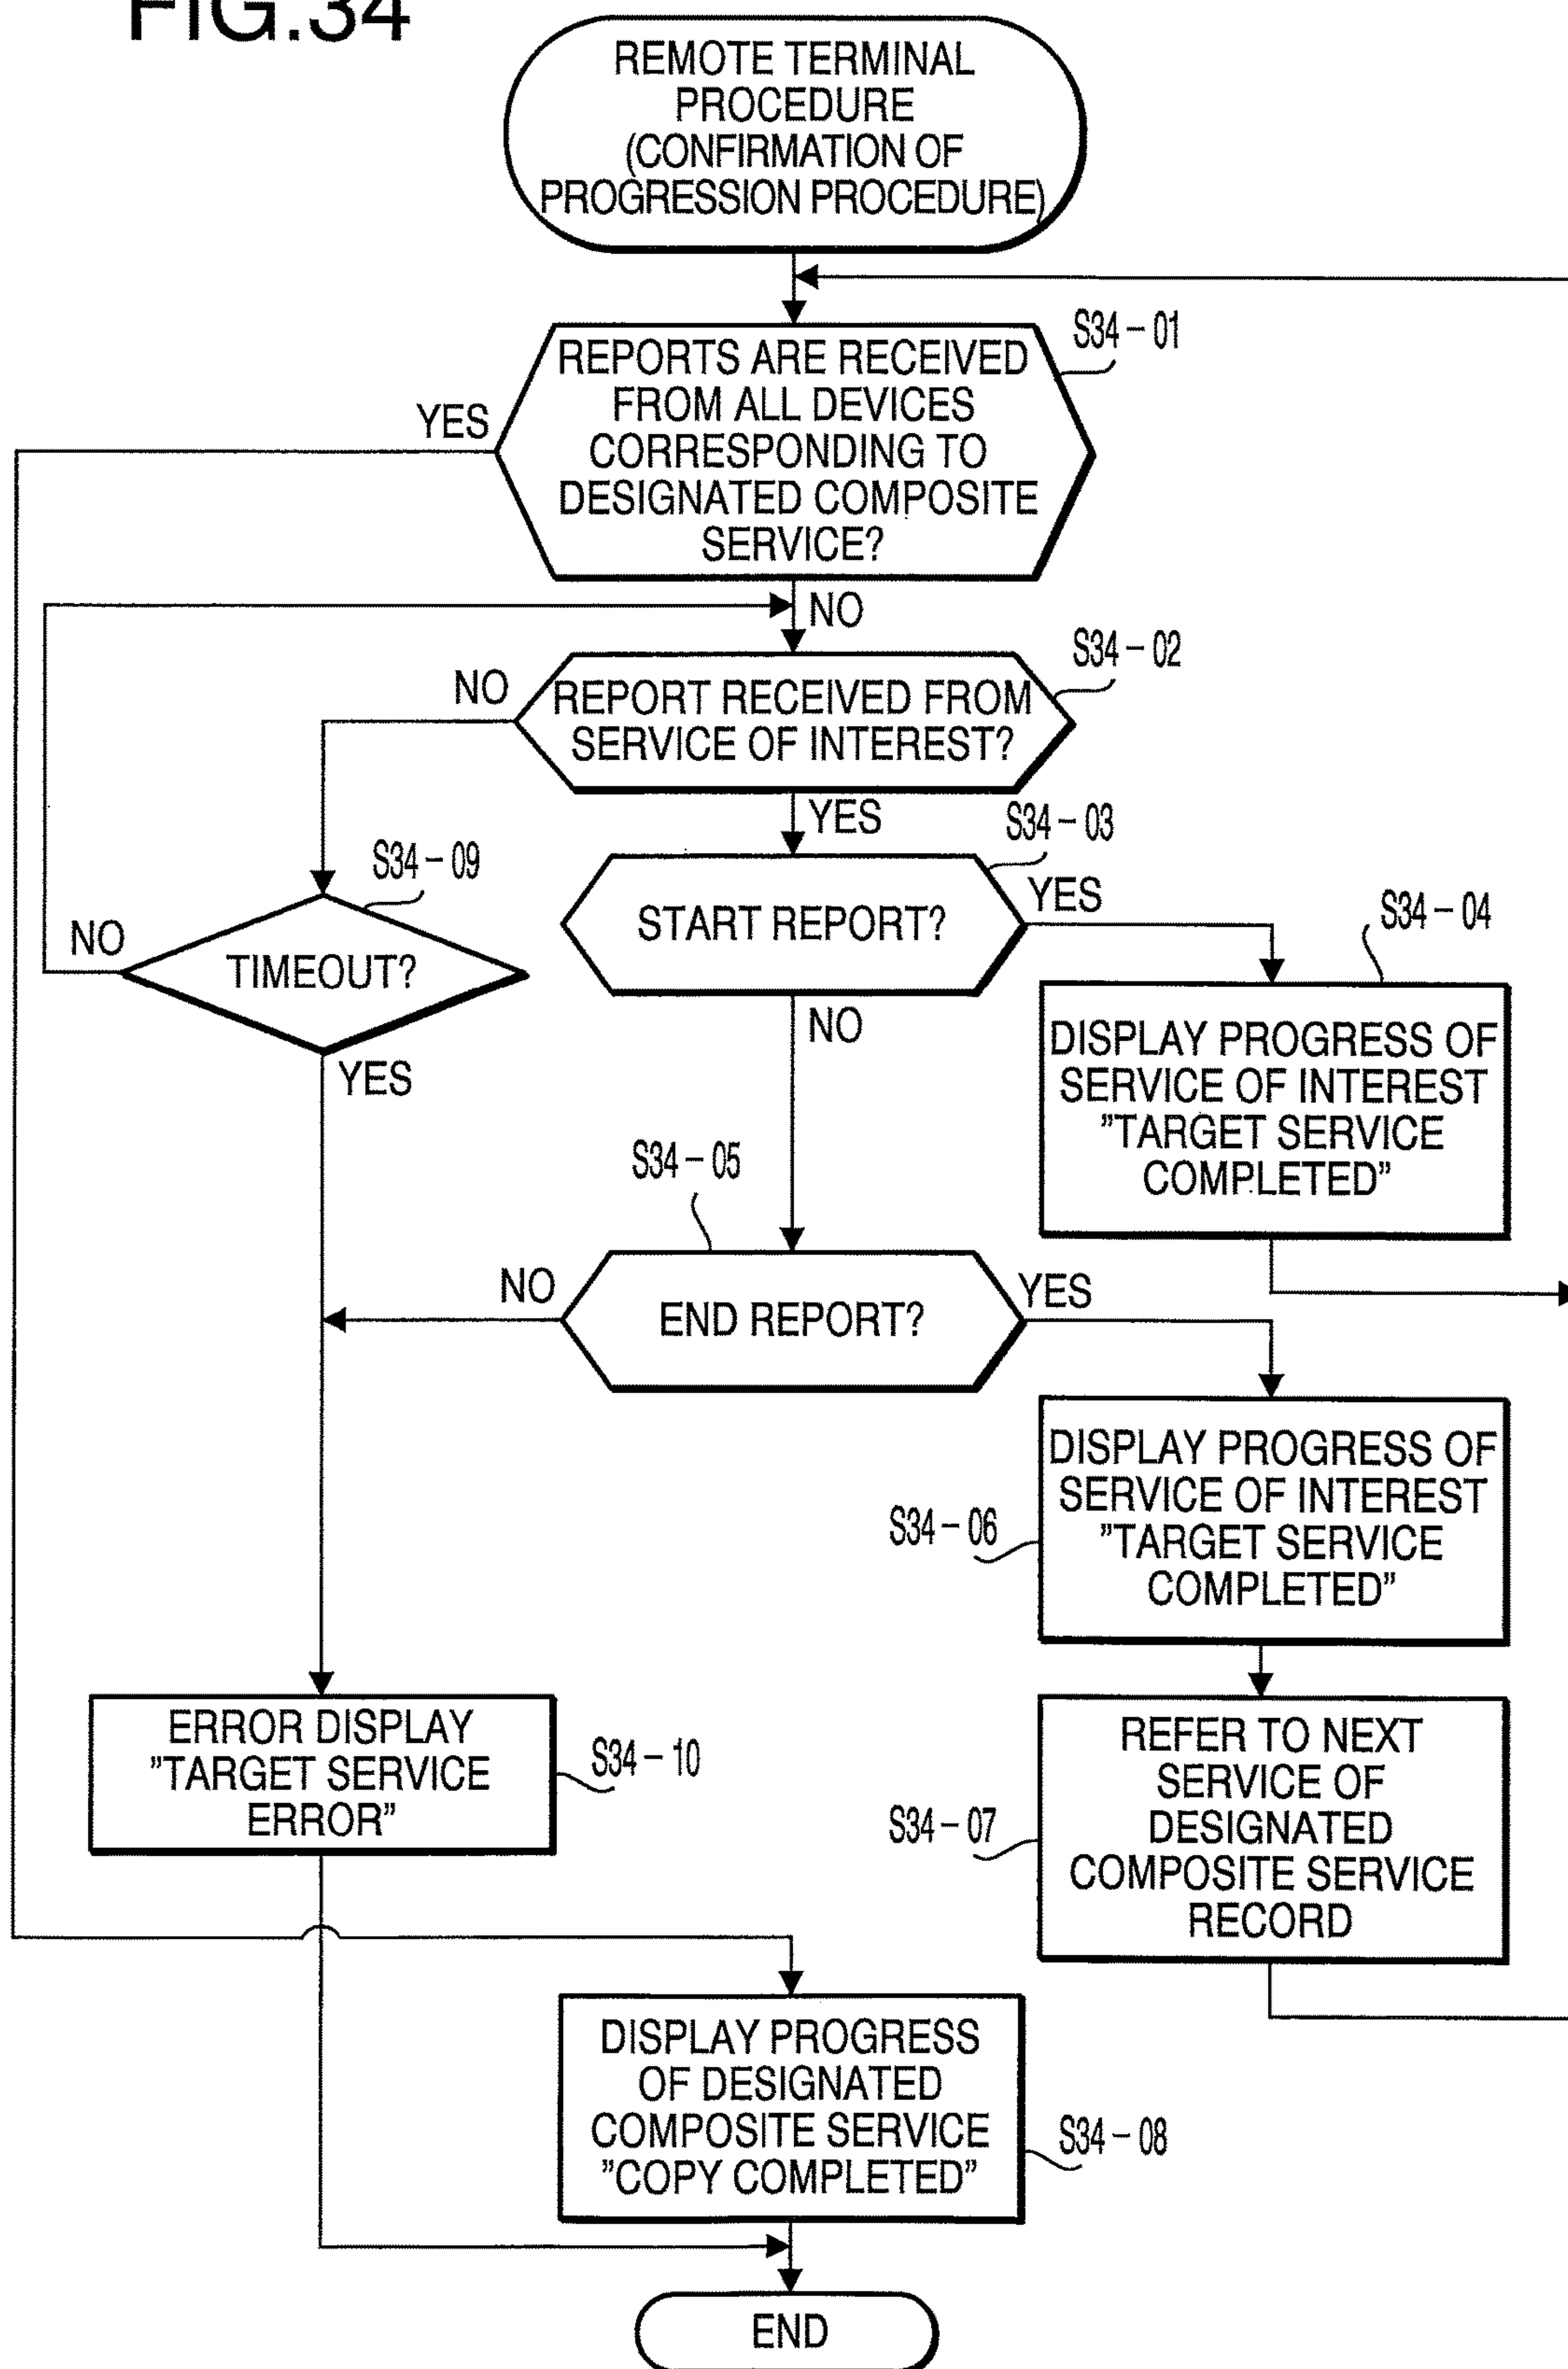 FIG.34
REMOTE TERMINAL
PROCEDURE
(CONFIRMATION OF
PROGRESSION PROCEDURE)
S34-01
REPORTS ARE RECEIVED
FROM ALL DEVICES
CORRESPONDING TO
DESIGNATED COMPOSITE
SERVICE?
YES
NO
S34-02
NO
REPORT RECEIVED FROM
SERVICE OF INTEREST?
YES
S34-03
S34-09
START REPORT?
YES
S34-04
NO
TIMEOUT?
NO
YES
DISPLAY PROGRESS OF
SERVICE OF INTEREST
"TARGET SERVICE
COMPLETED"
S34-05
NO
END REPORT?
YES
DISPLAY PROGRESS OF
SERVICE OF INTEREST
"TARGET SERVICE
COMPLETED"
S34-06
ERROR DISPLAY
"TARGET SERVICE
ERROR"
S34-10
REFER TO NEXT
SERVICE OF
DESIGNATED
COMPOSITE SERVICE
RECORD
S34-07
DISPLAY PROGRESS
OF DESIGNATED
COMPOSITE SERVICE
"COPY COMPLETED"
S34-08
END